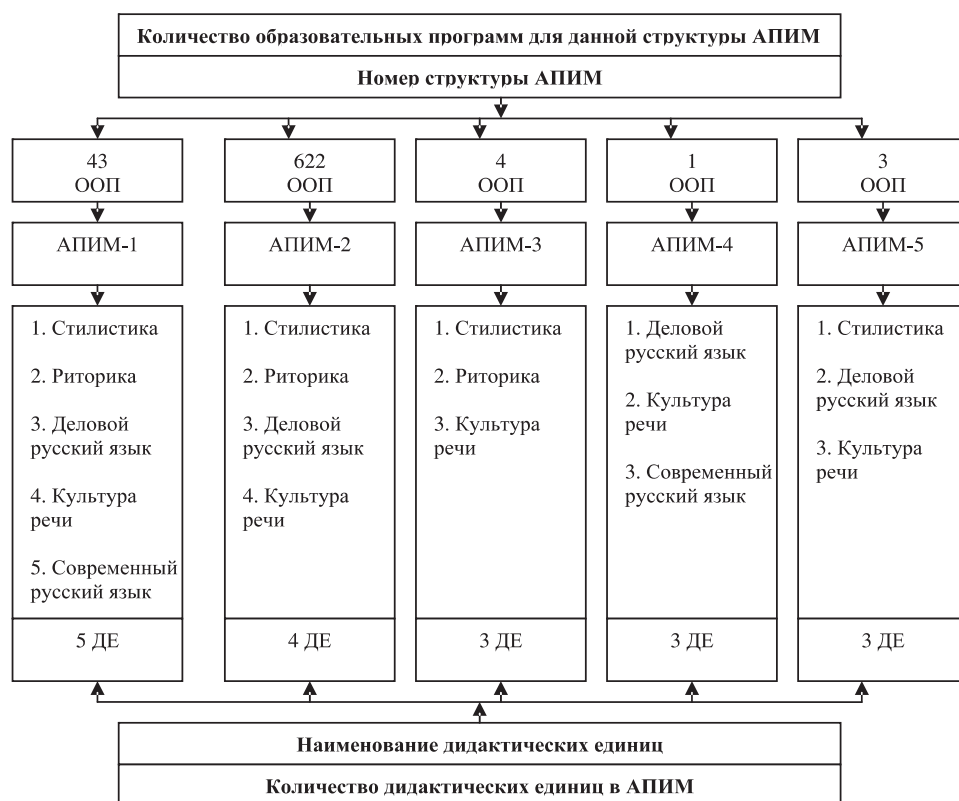 Количество образовательных программ для данной структуры АПИМ
Номер структуры АПИМ
43
ООП
622
ООП
4
ООП
1
ООП
3
ООП
АПИМ-1
АПИМ-2
АПИМ-3
АПИМ-4
АПИМ-5
1. Стилистика
2. Риторика
3. Деловой
русский язык
4. Культура
речи
5. Современный
русский язык
1. Стилистика
2. Риторика
3. Деловой
русский язык
4. Культура
речи
1. Стилистика
2. Риторика
3. Культура
речи
1. Деловой
русский язык
2. Культура
речи
3. Современный
русский язык
1. Стилистика
2. Деловой
русский язык
3. Культура
речи
5 ДЕ
4 ДЕ
3 ДЕ
3 ДЕ
3 ДЕ
Наименование дидактических единиц
Количество дидактических единиц в АПИМ